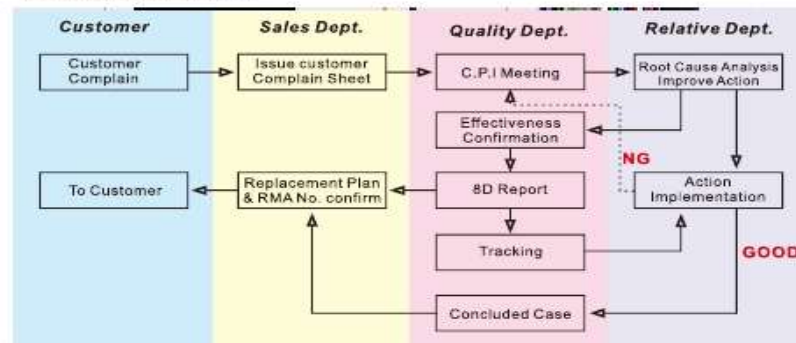 Customer
Sales Dept.
Quality Dept.
Relative Dept.
Customer
Complain
Issue customer
Complain Sheet
C.P.I Meeting
Root Cause Analysis
Improve Action
Effectiveness
Confirmation
NG
To Customer
Replacement Plan
& RMA No. confirm
8D Report
Action
Implementation
Tracking
GOOD
Concluded Case